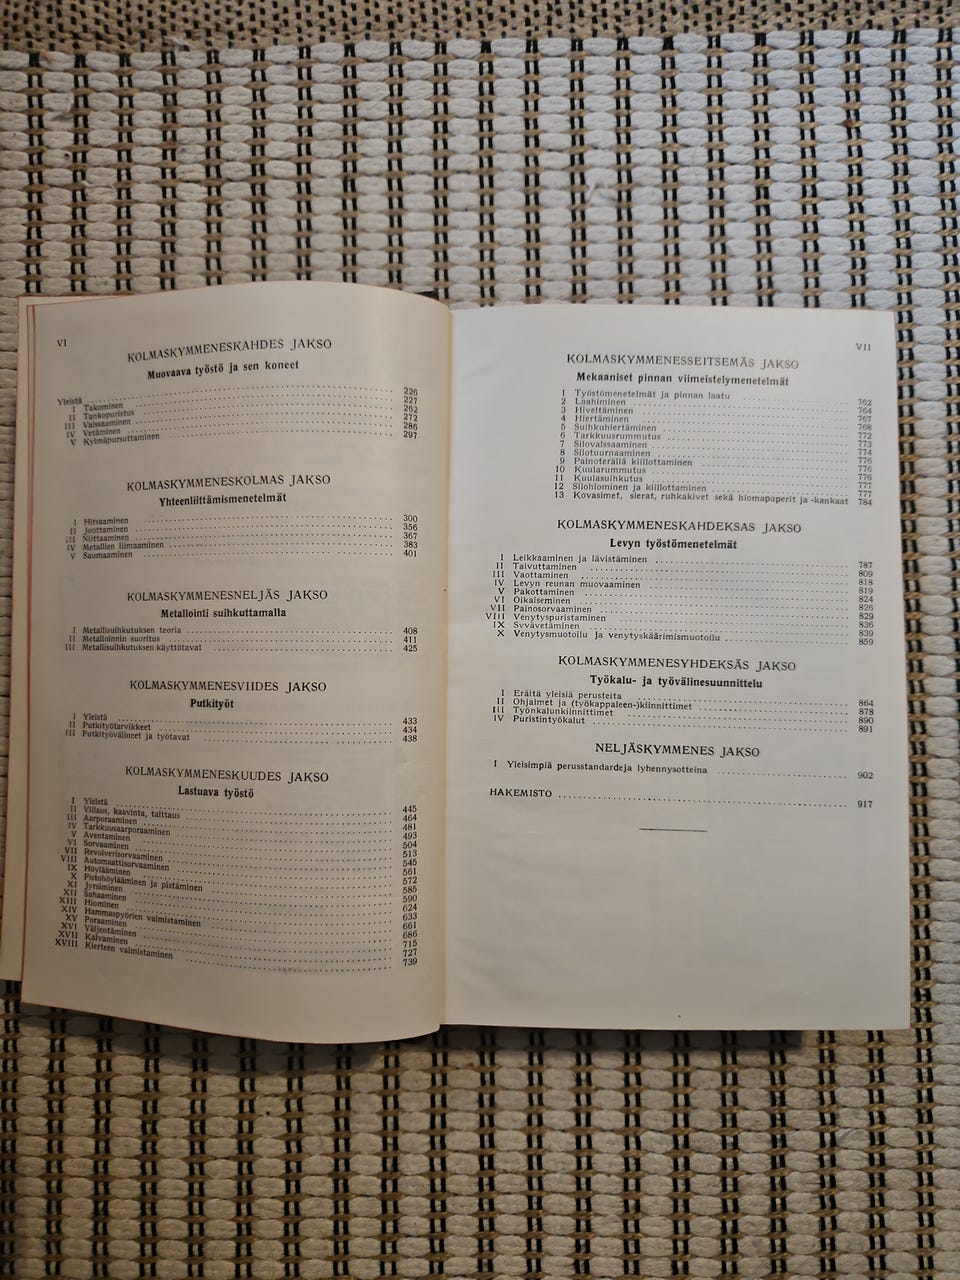 VI
KOLMASKYMMENESKAHDES JAKSO
Muovaava työstö ja sen koneet
Yleistä 226
I Takominen 227
II Tankopuristus 262
III Valssaaminen 272
IV Vetäminen 286
V Kylmäpursuttaminen 297
KOLMASKYMMENESKOLMAS JAKSO
Yhteenliittämismenetelmät
I Hitsaaminen 300
II Juottaminen 356
III Niittaaminen 367
IV Metallien liimaaminen 383
V Saumaaminen 401
KOLMASKYMMENESNELJÄS JAKSO
Metallointi suihkuttamalla
I Metallisuihkutuksen teoria 408
II Metalloinnin suoritus 411
III Metallisuihkutuksen käyttötavat 425
KOLMASKYMMENESVIIDES JAKSO
Putkityöt
I Yleistä 433
II Putkityötarvikkeet 434
III Putkityövälineet ja työtavat 438
KOLMASKYMMENESKUUDES JAKSO
Lastuava työstö
I Yleistä 445
II Viilaus, kaavinta, talttaus 464
III Aarporaaminen 481
IV Tarkkuusaarporaaminen 493
V Aventaminen 504
VI Sorvaaminen 513
VII Revolverisorvaaminen 545
VIII Automaattisorvaaminen 561
IX Höylääminen 572
X Pistohöylääminen ja pistäminen 585
XI Jyrsiminen 590
XII Sahaaminen 624
XIII Hiominen 633
XIV Hammaspyörien valmistaminen 661
XV Poraaminen 686
XVI Väljentäminen 715
XVII Kalvaminen 727
XVIII Kierteen valmistaminen 739
VII
KOLMASKYMMENESSEITSEMÄS JAKSO
Mekaaniset pinnan viimeistelymenetelmät
1 Työstömenetelmät ja pinnan laatu 762
2 Laahiminen 764
3 Hiveltäminen 767
4 Hiertäminen 768
5 Suihkuhiertäminen 772
6 Tarkkuusrummutus 773
7 Silovalssaaminen 774
8 Silotuurnaaminen 776
9 Painoterällä kiillottaminen 776
10 Kuularummutus 776
11 Kuulasuihkutus 777
12 Silohiominen ja kiillottaminen 777
13 Kovasimet, sierat, ruhkakivet sekä hiomapaperit ja -kankaat 784
KOLMASKYMMENESKAHDEKSAS JAKSO
Levyn työstömenetelmät
I Leikkaaminen ja lävistäminen 787
II Taivuttaminen 809
III Vaottaminen 818
IV Levyn reunan muovaaminen 819
V Pakottaminen 824
VI Oikaiseminen 826
VII Painosorvaaminen 829
VIII Venytyspuristaminen 836
IX Syvävetäminen 839
X Venytysmuotoilu ja venytyskäärimismuotoilu 859
KOLMASKYMMENESYHDEKSÄS JAKSO
Työkalu- ja työvälinesuunnittelu
I Eräitä yleisiä perusteita 864
II Ohjaimet ja (työkappaleen-)kiinnittimet 878
III Työnkalunkiinnittimet 890
IV Puristintyökalut 891
NELJÄSKYMMENES JAKSO
I Yleisimpiä perusstandardeja lyhennysotteina 902
HAKEMISTO 917